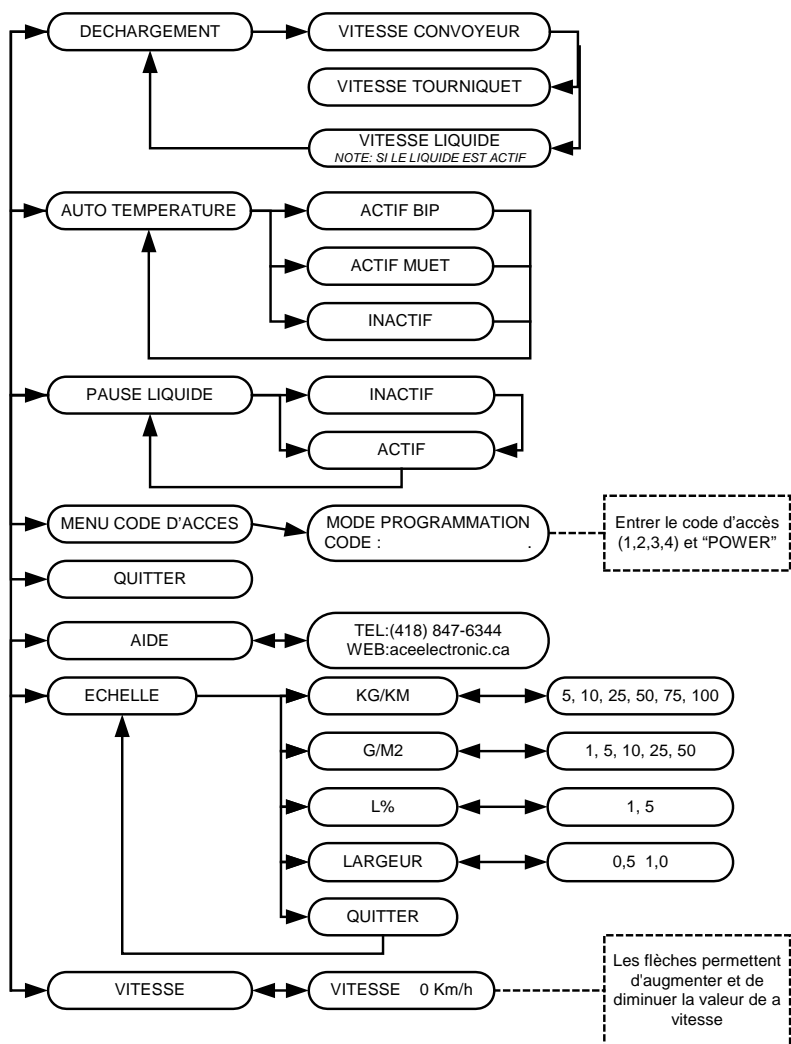 DECHARGEMENT
VITESSE CONVOYEUR
VITESSE TOURNIQUET
VITESSE LIQUIDE
NOTE: SI LE LIQUIDE EST ACTIF
AUTO TEMPERATURE
ACTIF BIP
ACTIF MUET
INACTIF
PAUSE LIQUIDE
INACTIF
ACTIF
MENU CODE D'ACCES
MODE PROGRAMMATION
CODE : .
Entrer le code d'accès
(1,2,3,4) et “POWER”
QUITTER
AIDE
TEL:(418) 847-6344
WEB:aceelectronic.ca
ECHELLE
KG/KM
5, 10, 25, 50, 75, 100
G/M2
1, 5, 10, 25, 50
L%
1, 5
LARGEUR
0,5 1,0
QUITTER
VITESSE
VITESSE 0 Km/h
Les flèches permettent
d'augmenter et de
diminuer la valeur de a
vitesse